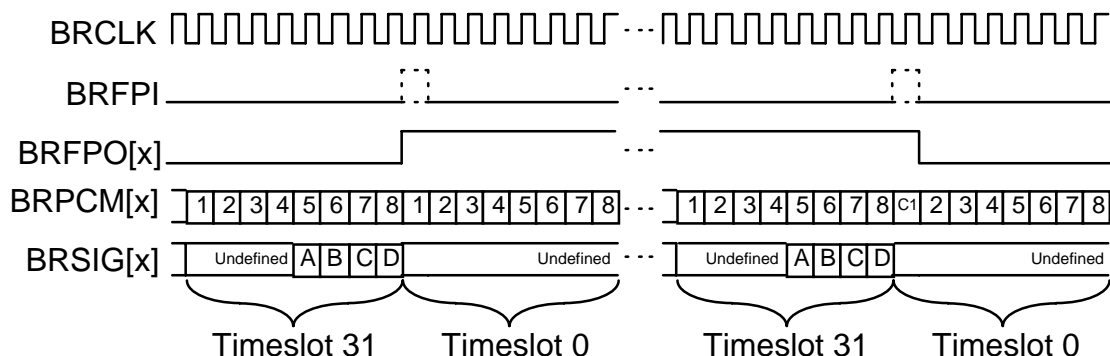 BRCLK
BRFPI
BRFPO[x]
BRPCM[x] 1 2 3 4 5 6 7 8 1 2 3 4 5 6 7 8 1 2 3 4 5 6 7 8 C1 2 3 4 5 6 7 8
BRSIG[x] Undefined A B C D Undefined Undefined A B C D Undefined
Timeslot 31 Timeslot 0 Timeslot 31 Timeslot 0